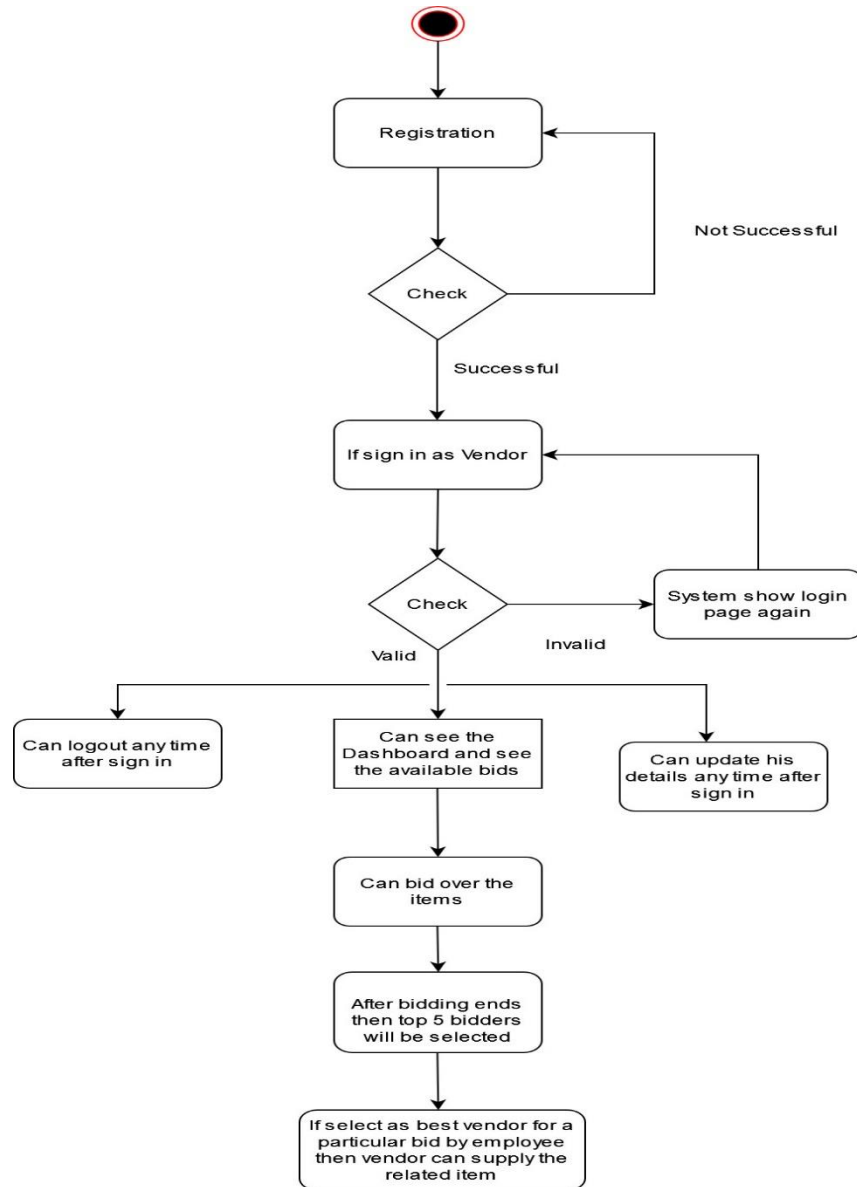 Registration
Not Successful
Check
Successful
If sign in as Vendor
Check
System show login
page again
Invalid
Valid
Can logout any time
after sign in
Can see the
Dashboard and see
the available bids
Can update his
details any time after
sign in
Can bid over the
items
After bidding ends
then top 5 bidders
will be selected
If select as best vendor for a
particular bid by employee
then vendor can supply the
related item